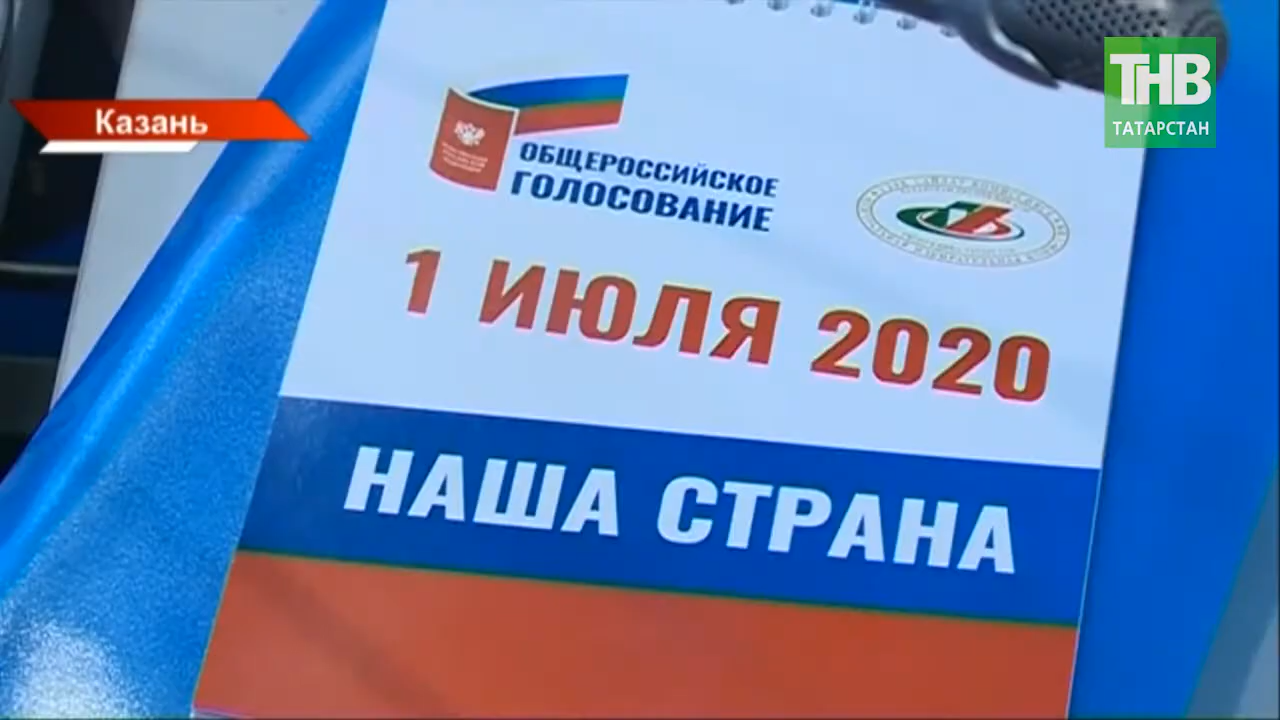 Казань
ТНВ
ТАТАРСТАН
ОБЩЕРОССИЙСКОЕ
ГОЛОСОВАНИЕ
1 ИЮЛЯ 2020
НАША СТРАНА